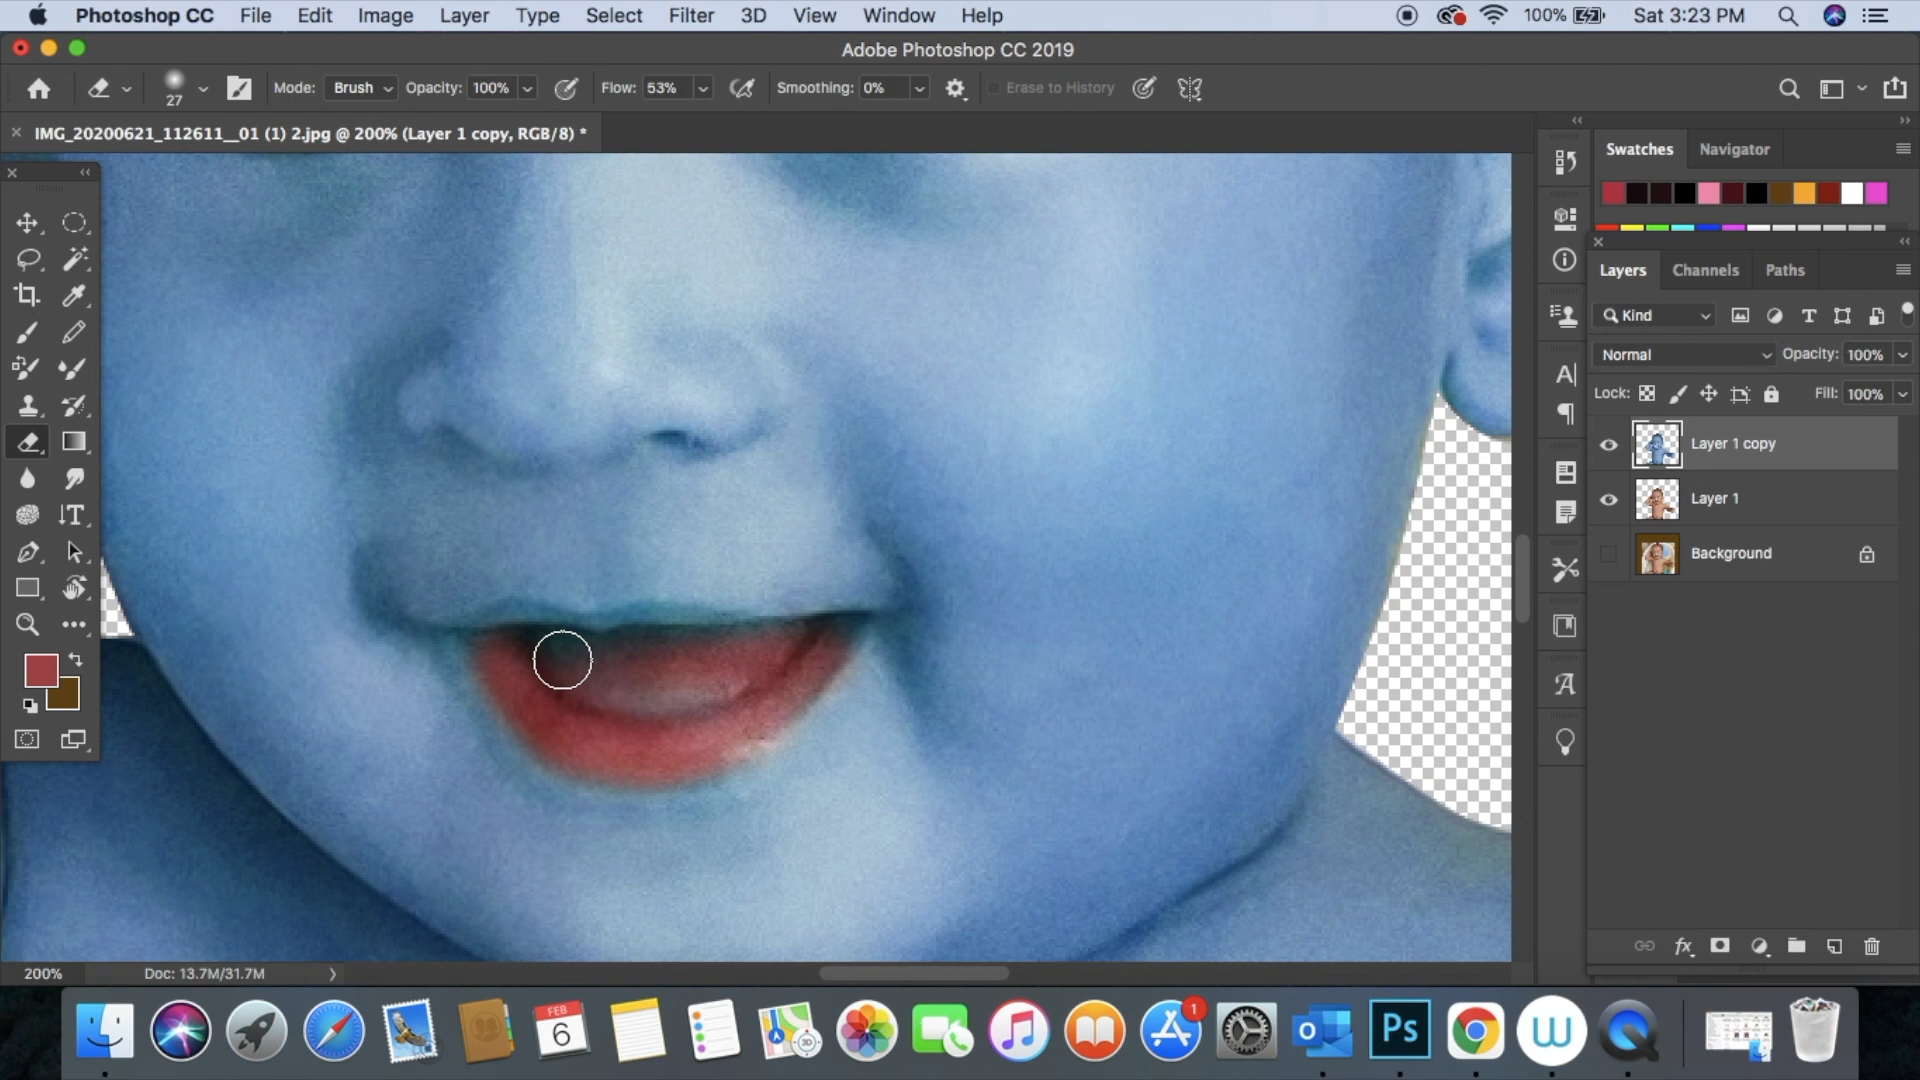 Photoshop CC File Edit Image Layer Type Select Filter 3D View Window Help 100% Sat 3:23 PM
Adobe Photoshop CC 2019
27 Mode: Brush Opacity: 100% Flow: 53% Smoothing: 0% Erase to History
IMG_20200621_112611__01 (1) 2.jpg @ 200% (Layer 1 copy, RGB/8) *
Swatches Navigator
Layers Channels Paths
Kind
Normal Opacity: 100%
Lock: Fill: 100%
Layer 1 copy
Layer 1
Background
fx
200% Doc: 13.7M/31.7M
FEB
6
3D
1
Ps